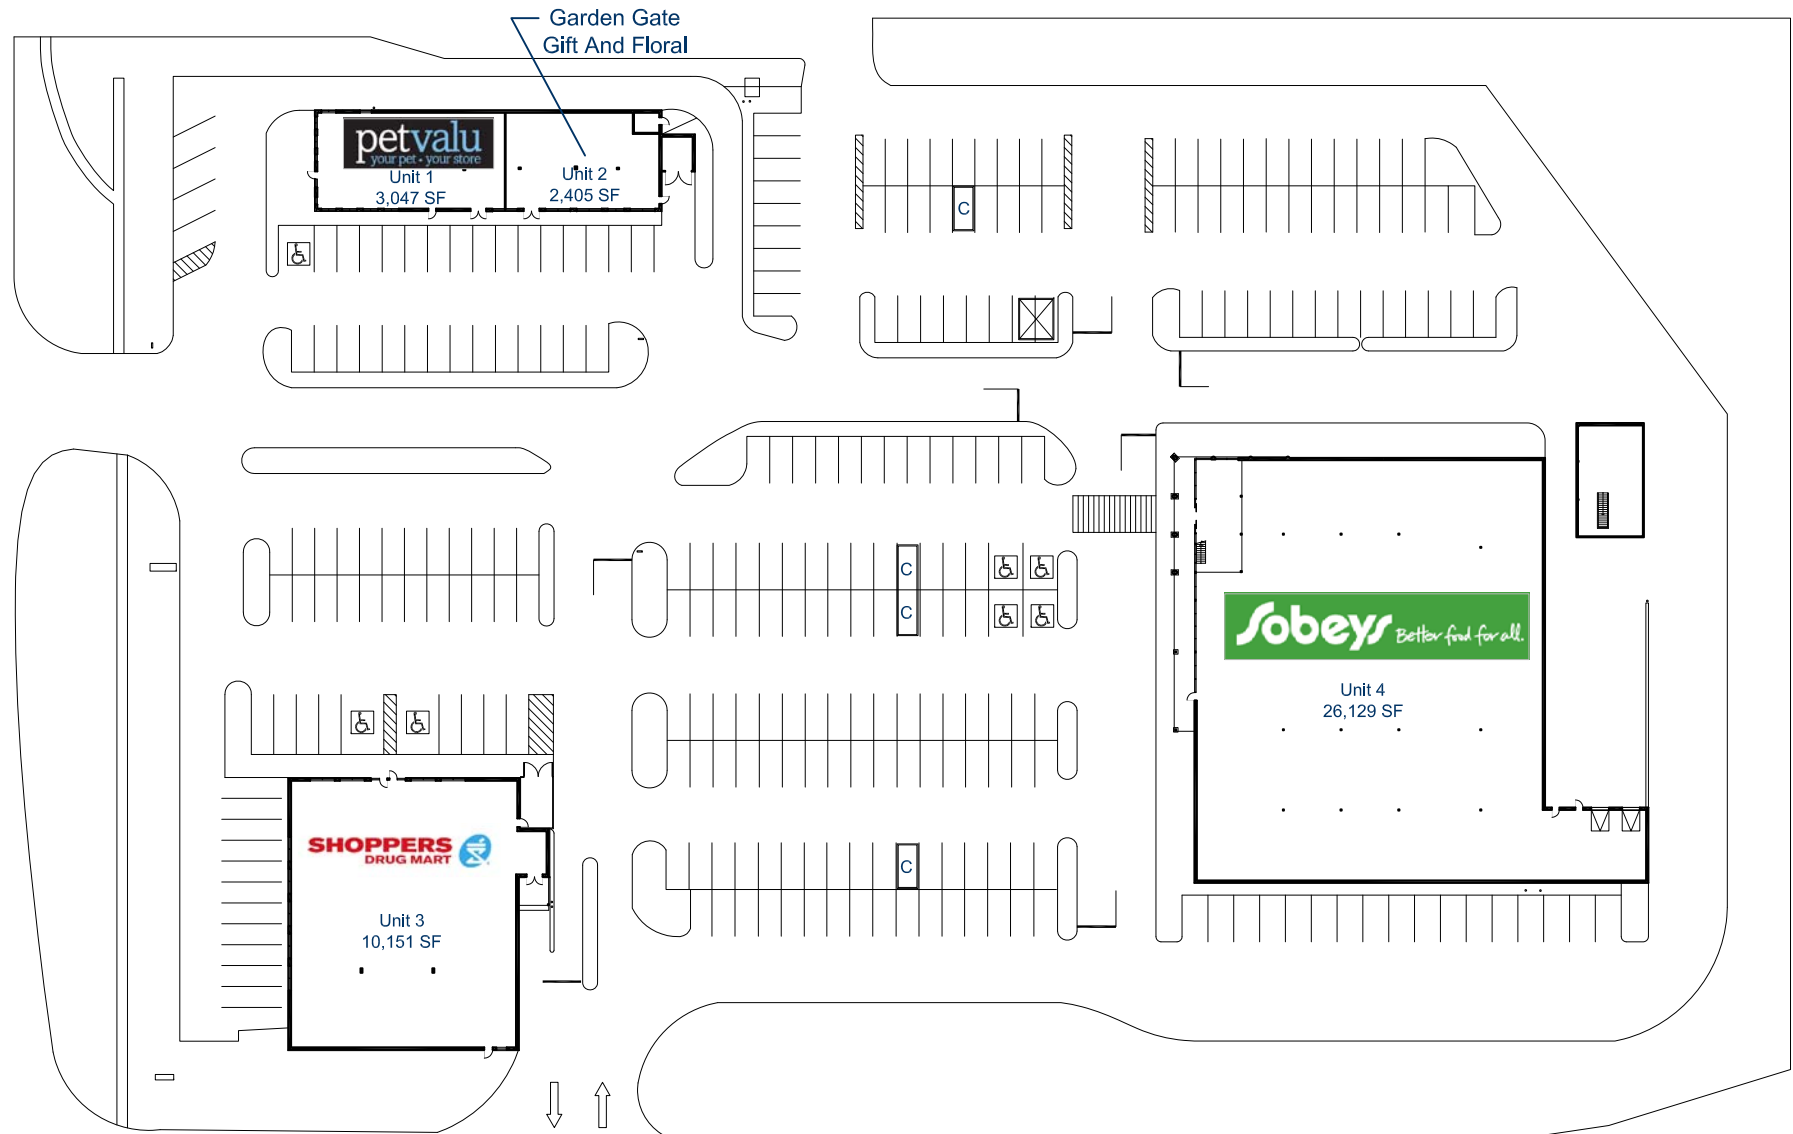 Garden Gate
Gift And Floral
petvalu
your pet • your store
Unit 1
3,047 SF
Unit 2
2,405 SF
C
C
C
Sobeys Better food for all.
Unit 4
26,129 SF
SHOPPERS
DRUG MART
C
Unit 3
10,151 SF